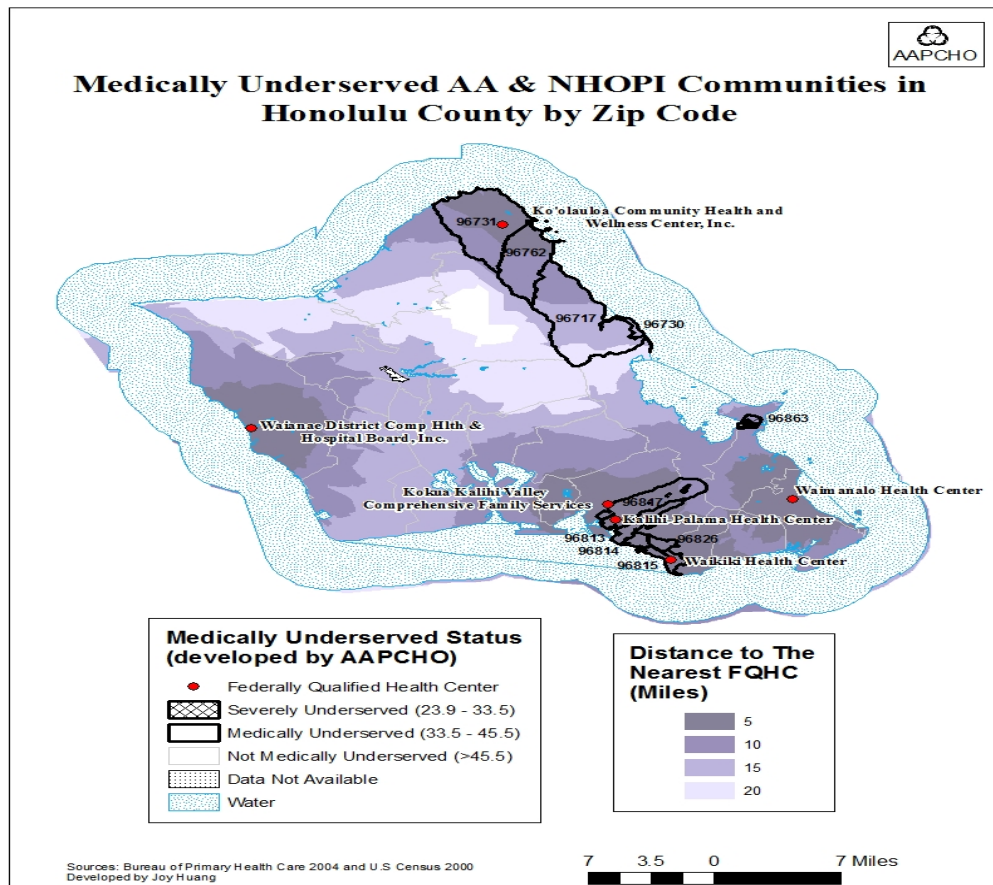 AAPCHO
Medically Underserved AA & NHOPI Communities in
Honolulu County by Zip Code
96731
Ko'olauloa Community Health and
Wellness Center, Inc.
96762
96717
96730
96863
Waianae District Comp Hlth &
Hospital Board, Inc.
Kokua Kalihi Valley
Comprehensive Family Services
96847
Waimanalo Health Center
Kalihi-Palama Health Center
96813
96826
96814
96815
Waikiki Health Center
Medically Underserved Status
(developed by AAPCHO)
Federally Qualified Health Center
Severely Underserved (23.9 - 33.5)
Medically Underserved (33.5 - 45.5)
Not Medically Underserved (>45.5)
Data Not Available
Water
Distance to The
Nearest FQHC
(Miles)
5
10
15
20
Sources: Bureau of Primary Health Care 2004 and U.S Census 2000
Developed by Joy Huang
7 3.5 0 7 Miles